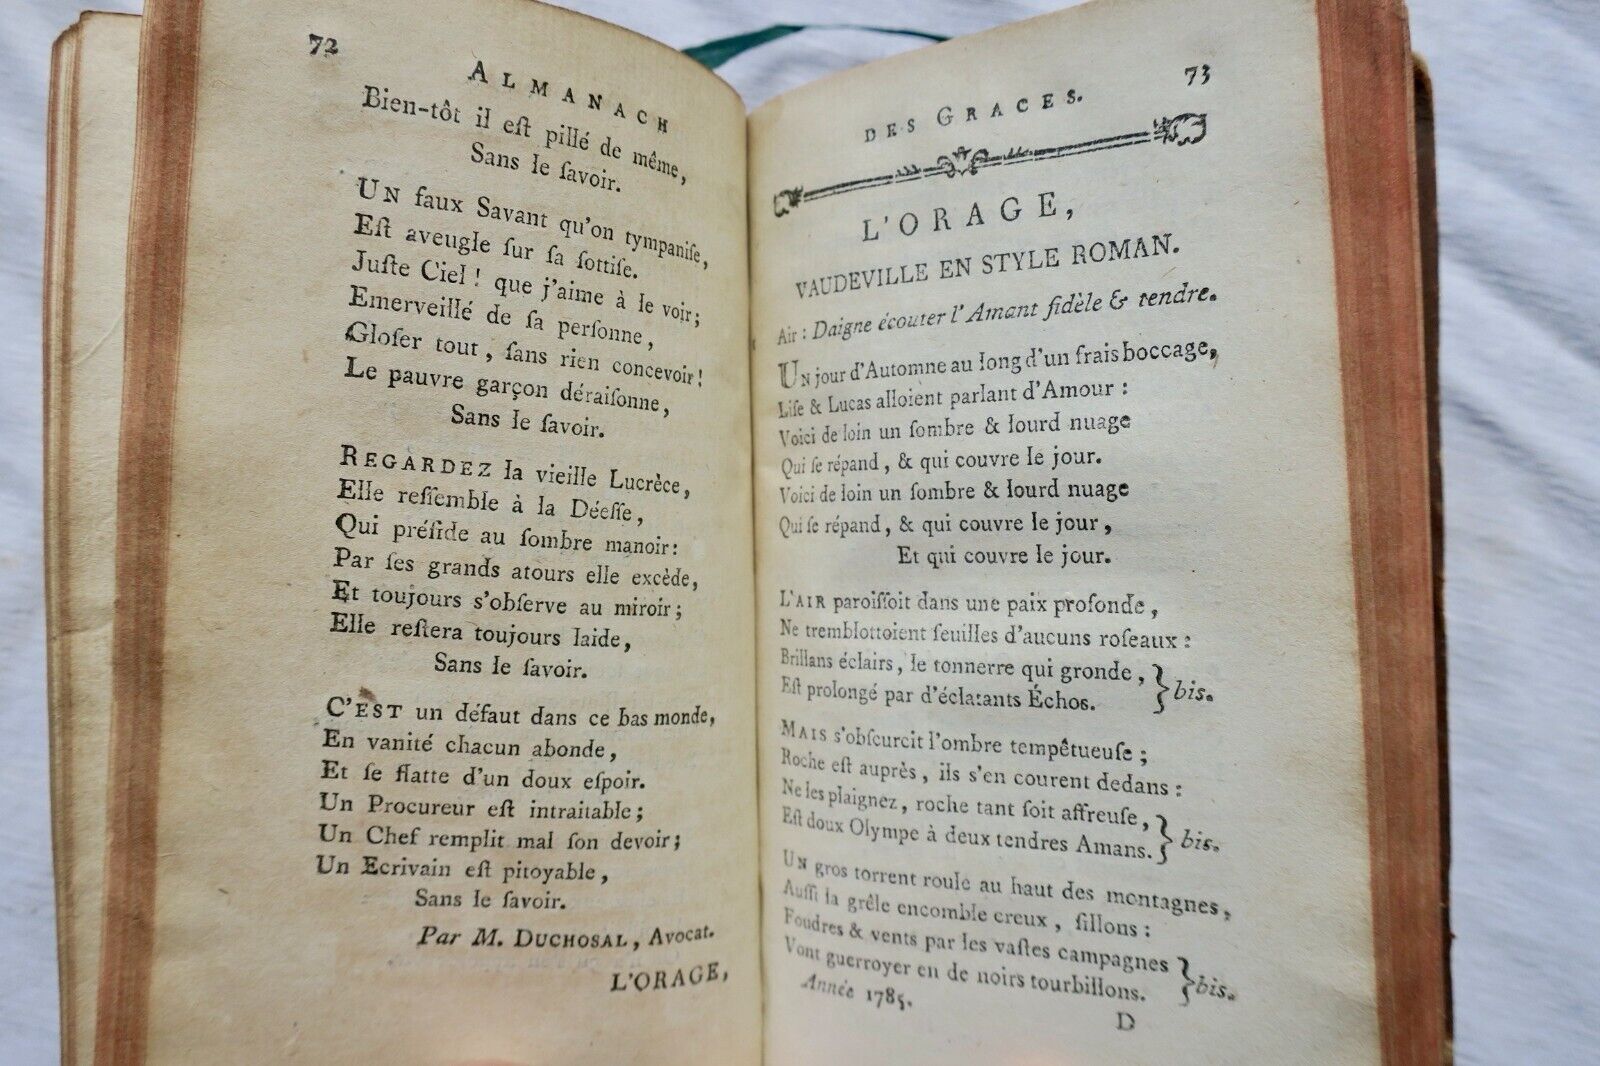 72
ALMANACH
Bien-tôt il eſt pillé de même,
Sans le ſavoir.
UN faux Savant qu'on tympaniſe,
Eſt aveugle ſur ſa ſottiſe.
Juſte Ciel ! que j'aime à le voir ;
Emerveillé de ſa perſonne,
Gloſer tout, ſans rien concevoir !
Le pauvre garçon déraiſonne,
Sans le ſavoir.
REGARDEZ la vieille Lucrèce,
Elle reſſemble à la Déeſſe,
Qui préſide au ſombre manoir :
Par ſes grands atours elle excède,
Et toujours s'obſerve au miroir ;
Elle reſtera toujours laide,
Sans le ſavoir.
C'EST un défaut dans ce bas monde,
En vanité chacun abonde,
Et ſe flatte d'un doux eſpoir.
Un Procureur eſt intraitable ;
Un Chef remplit mal ſon devoir ;
Un Ecrivain eſt pitoyable,
Sans le ſavoir.
Par M. DUCHOSAL, Avocat.
L'ORAGE,
73
DES GRACES.
L'ORAGE,
VAUDEVILLE EN STYLE ROMAN.
Air : Daigne écouter l'Amant fidèle & tendre.
UN jour d'Automne au long d'un frais boccage,
Liſe & Lucas alloient parlant d'Amour :
Voici de loin un ſombre & lourd nuage
Qui ſe répand, & qui couvre le jour.
Voici de loin un ſombre & lourd nuage
Qui ſe répand, & qui couvre le jour,
Et qui couvre le jour.
L'AIR paroiſſoit dans une paix profonde,
Ne tremblottoient feuilles d'aucuns roſeaux :
Brillans éclairs, le tonnerre qui gronde, } bis.
Eſt prolongé par d'éclatants Échos.
MAIS s'obſcurcit l'ombre tempêtueuſe ;
Roche eſt auprès, ils s'en courent dedans :
Ne les plaignez, roche tant ſoit affreuſe, } bis.
Eſt doux Olympe à deux tendres Amans.
UN gros torrent roule au haut des montagnes,
Auſſi la grêle encomble creux, ſillons :
Foudres & vents par les vaſtes campagnes } bis.
Vont guerroyer en de noirs tourbillons.
Année 1785.
D